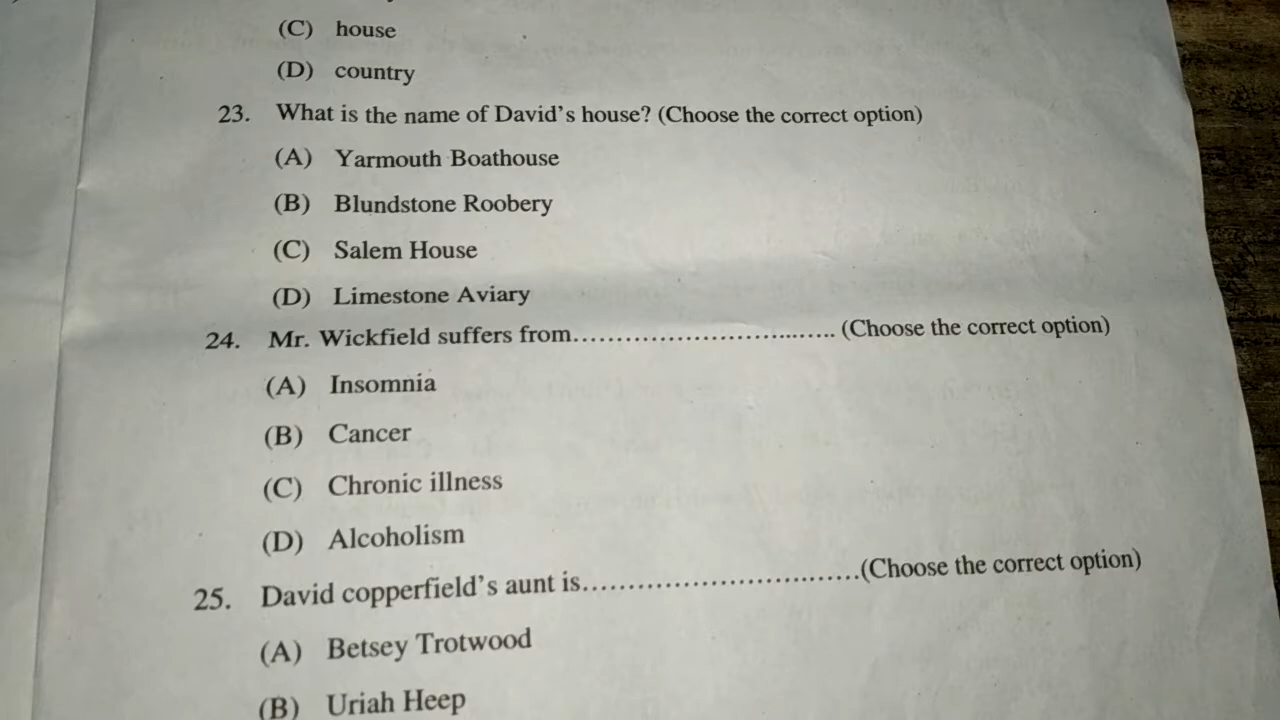 (C) house
(D) country
23. What is the name of David's house? (Choose the correct option)
(A) Yarmouth Boathouse
(B) Blundstone Roobery
(C) Salem House
(D) Limestone Aviary
24. Mr. Wickfield suffers from.............................. (Choose the correct option)
(A) Insomnia
(B) Cancer
(C) Chronic illness
(D) Alcoholism
25. David copperfield's aunt is...............................(Choose the correct option)
(A) Betsey Trotwood
(B) Uriah Heep